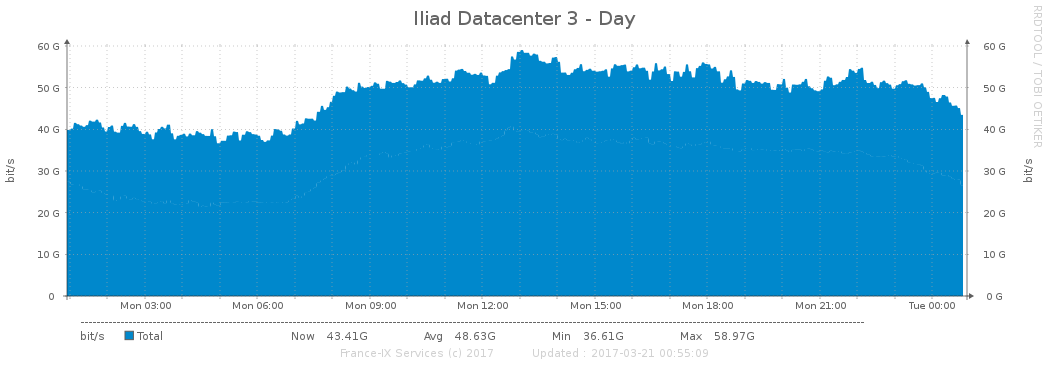 Iliad Datacenter 3 - Day
RRDTOOL / TOBI OETIKER
bit/s
60 G
50 G
40 G
30 G
20 G
10 G
0
60 G
50 G
40 G
30 G
20 G
10 G
0 G
bit/s
Mon 03:00 Mon 06:00 Mon 09:00 Mon 12:00 Mon 15:00 Mon 18:00 Mon 21:00 Tue 00:00
bit/s Total Now 43.41G Avg 48.63G Min 36.61G Max 58.97G
France-IX Services (c) 2017 Updated : 2017-03-21 00:55:09